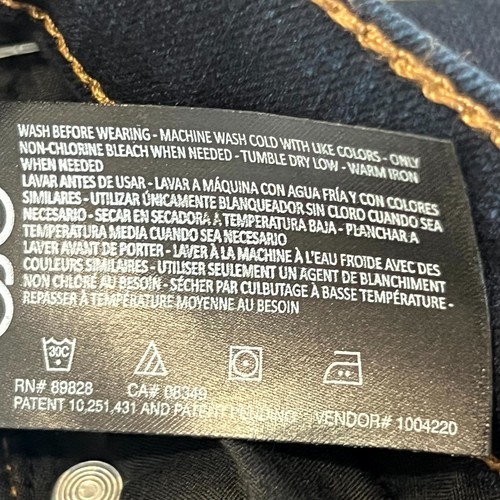 WASH BEFORE WEARING - MACHINE WASH COLD WITH LIKE COLORS - ONLY
NON-CHLORINE BLEACH WHEN NEEDED - TUMBLE DRY LOW - WARM IRON
WHEN NEEDED
LAVAR ANTES DE USAR - LAVAR A MÁQUINA CON AGUA FRÍA Y CON COLORES
SIMILARES - UTILIZAR ÚNICAMENTE BLANQUEADOR SIN CLORO CUANDO SEA
NECESARIO - SECAR EN SECADORA A TEMPERATURA BAJA - PLANCHAR A
TEMPERATURA MEDIA CUANDO SEA NECESARIO
LAVER AVANT DE PORTER - LAVER À LA MACHINE À L'EAU FROIDE AVEC DES
COULEURS SIMILAIRES - UTILISER SEULEMENT UN AGENT DE BLANCHIMENT
NON CHLORÉ AU BESOIN - SÉCHER PAR CULBUTAGE À BASSE TEMPÉRATURE -
REPASSER À TEMPÉRATURE MOYENNE AU BESOIN
30C
RN# 89828 CA# 08349
PATENT 10,251,431 AND PATENT PENDING VENDOR# 1004220